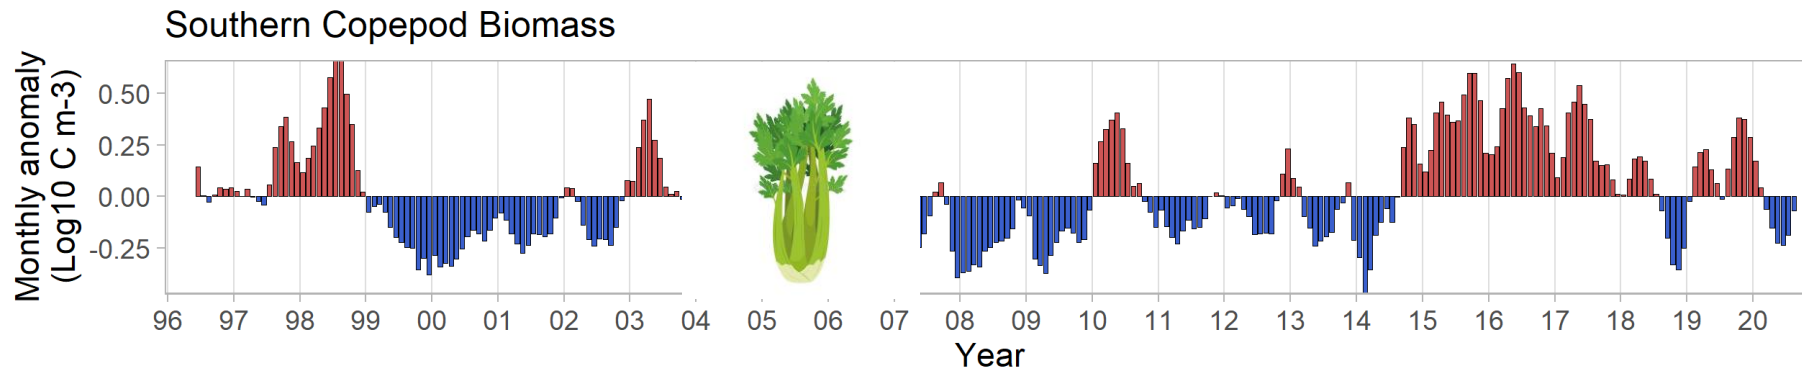 Southern Copepod Biomass
Monthly anomaly
(Log10 C m-3)
0.50
0.25
0.00
-0.25
96 97 98 99 00 01 02 03 04 05 06 07 08 09 10 11 12 13 14 15 16 17 18 19 20
Year